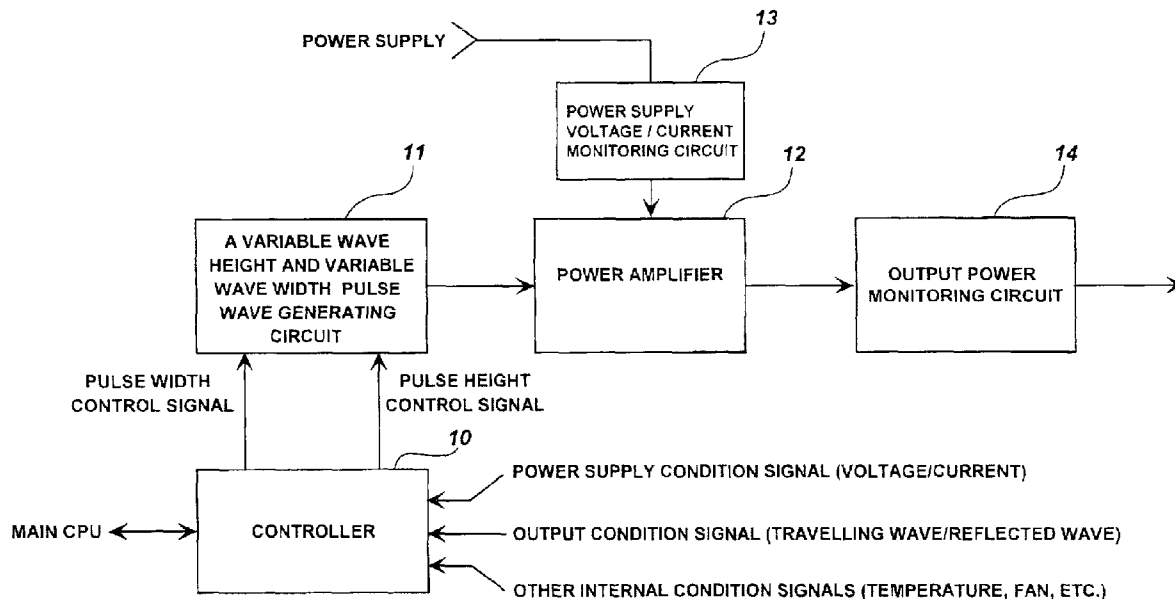 13
POWER SUPPLY
POWER SUPPLY
VOLTAGE / CURRENT
MONITORING CIRCUIT
11
12
14
A VARIABLE WAVE
HEIGHT AND VARIABLE
WAVE WIDTH PULSE
WAVE GENERATING
CIRCUIT
POWER AMPLIFIER
OUTPUT POWER
MONITORING CIRCUIT
PULSE WIDTH
CONTROL SIGNAL
PULSE HEIGHT
CONTROL SIGNAL
10
POWER SUPPLY CONDITION SIGNAL (VOLTAGE/CURRENT)
MAIN CPU
CONTROLLER
OUTPUT CONDITION SIGNAL (TRAVELLING WAVE/REFLECTED WAVE)
OTHER INTERNAL CONDITION SIGNALS (TEMPERATURE, FAN, ETC.)